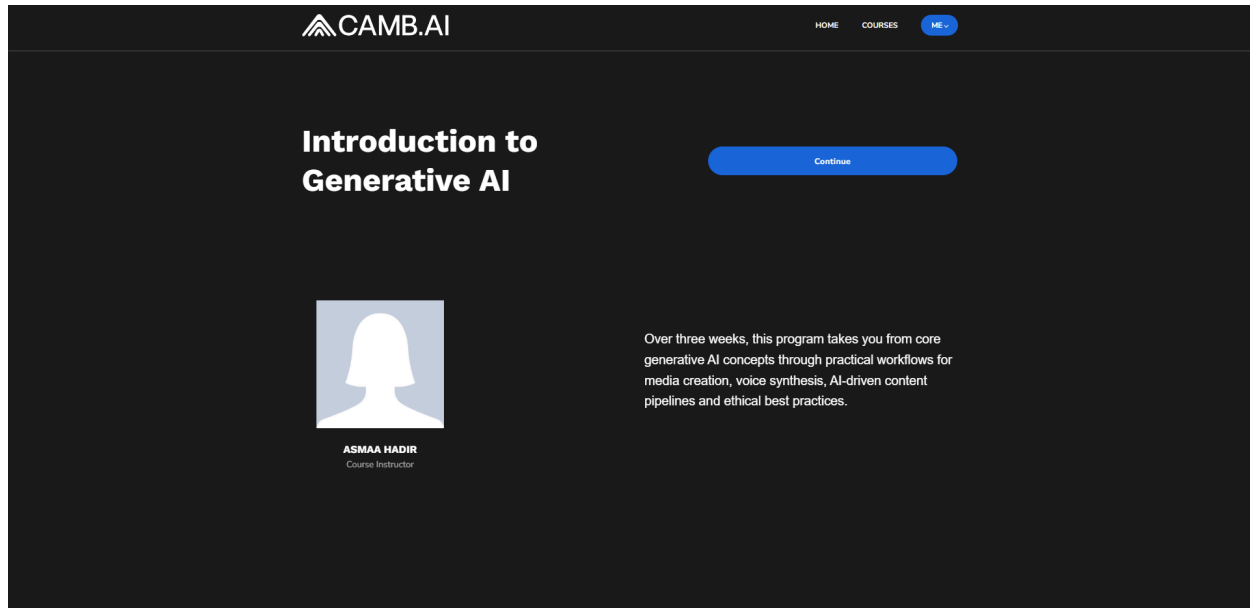 CAMB.AI
HOME COURSES ME
Introduction to
Generative AI
Continue
Over three weeks, this program takes you from core
generative AI concepts through practical workflows for
media creation, voice synthesis, AI-driven content
pipelines and ethical best practices.
ASMAA HADIR
Course Instructor